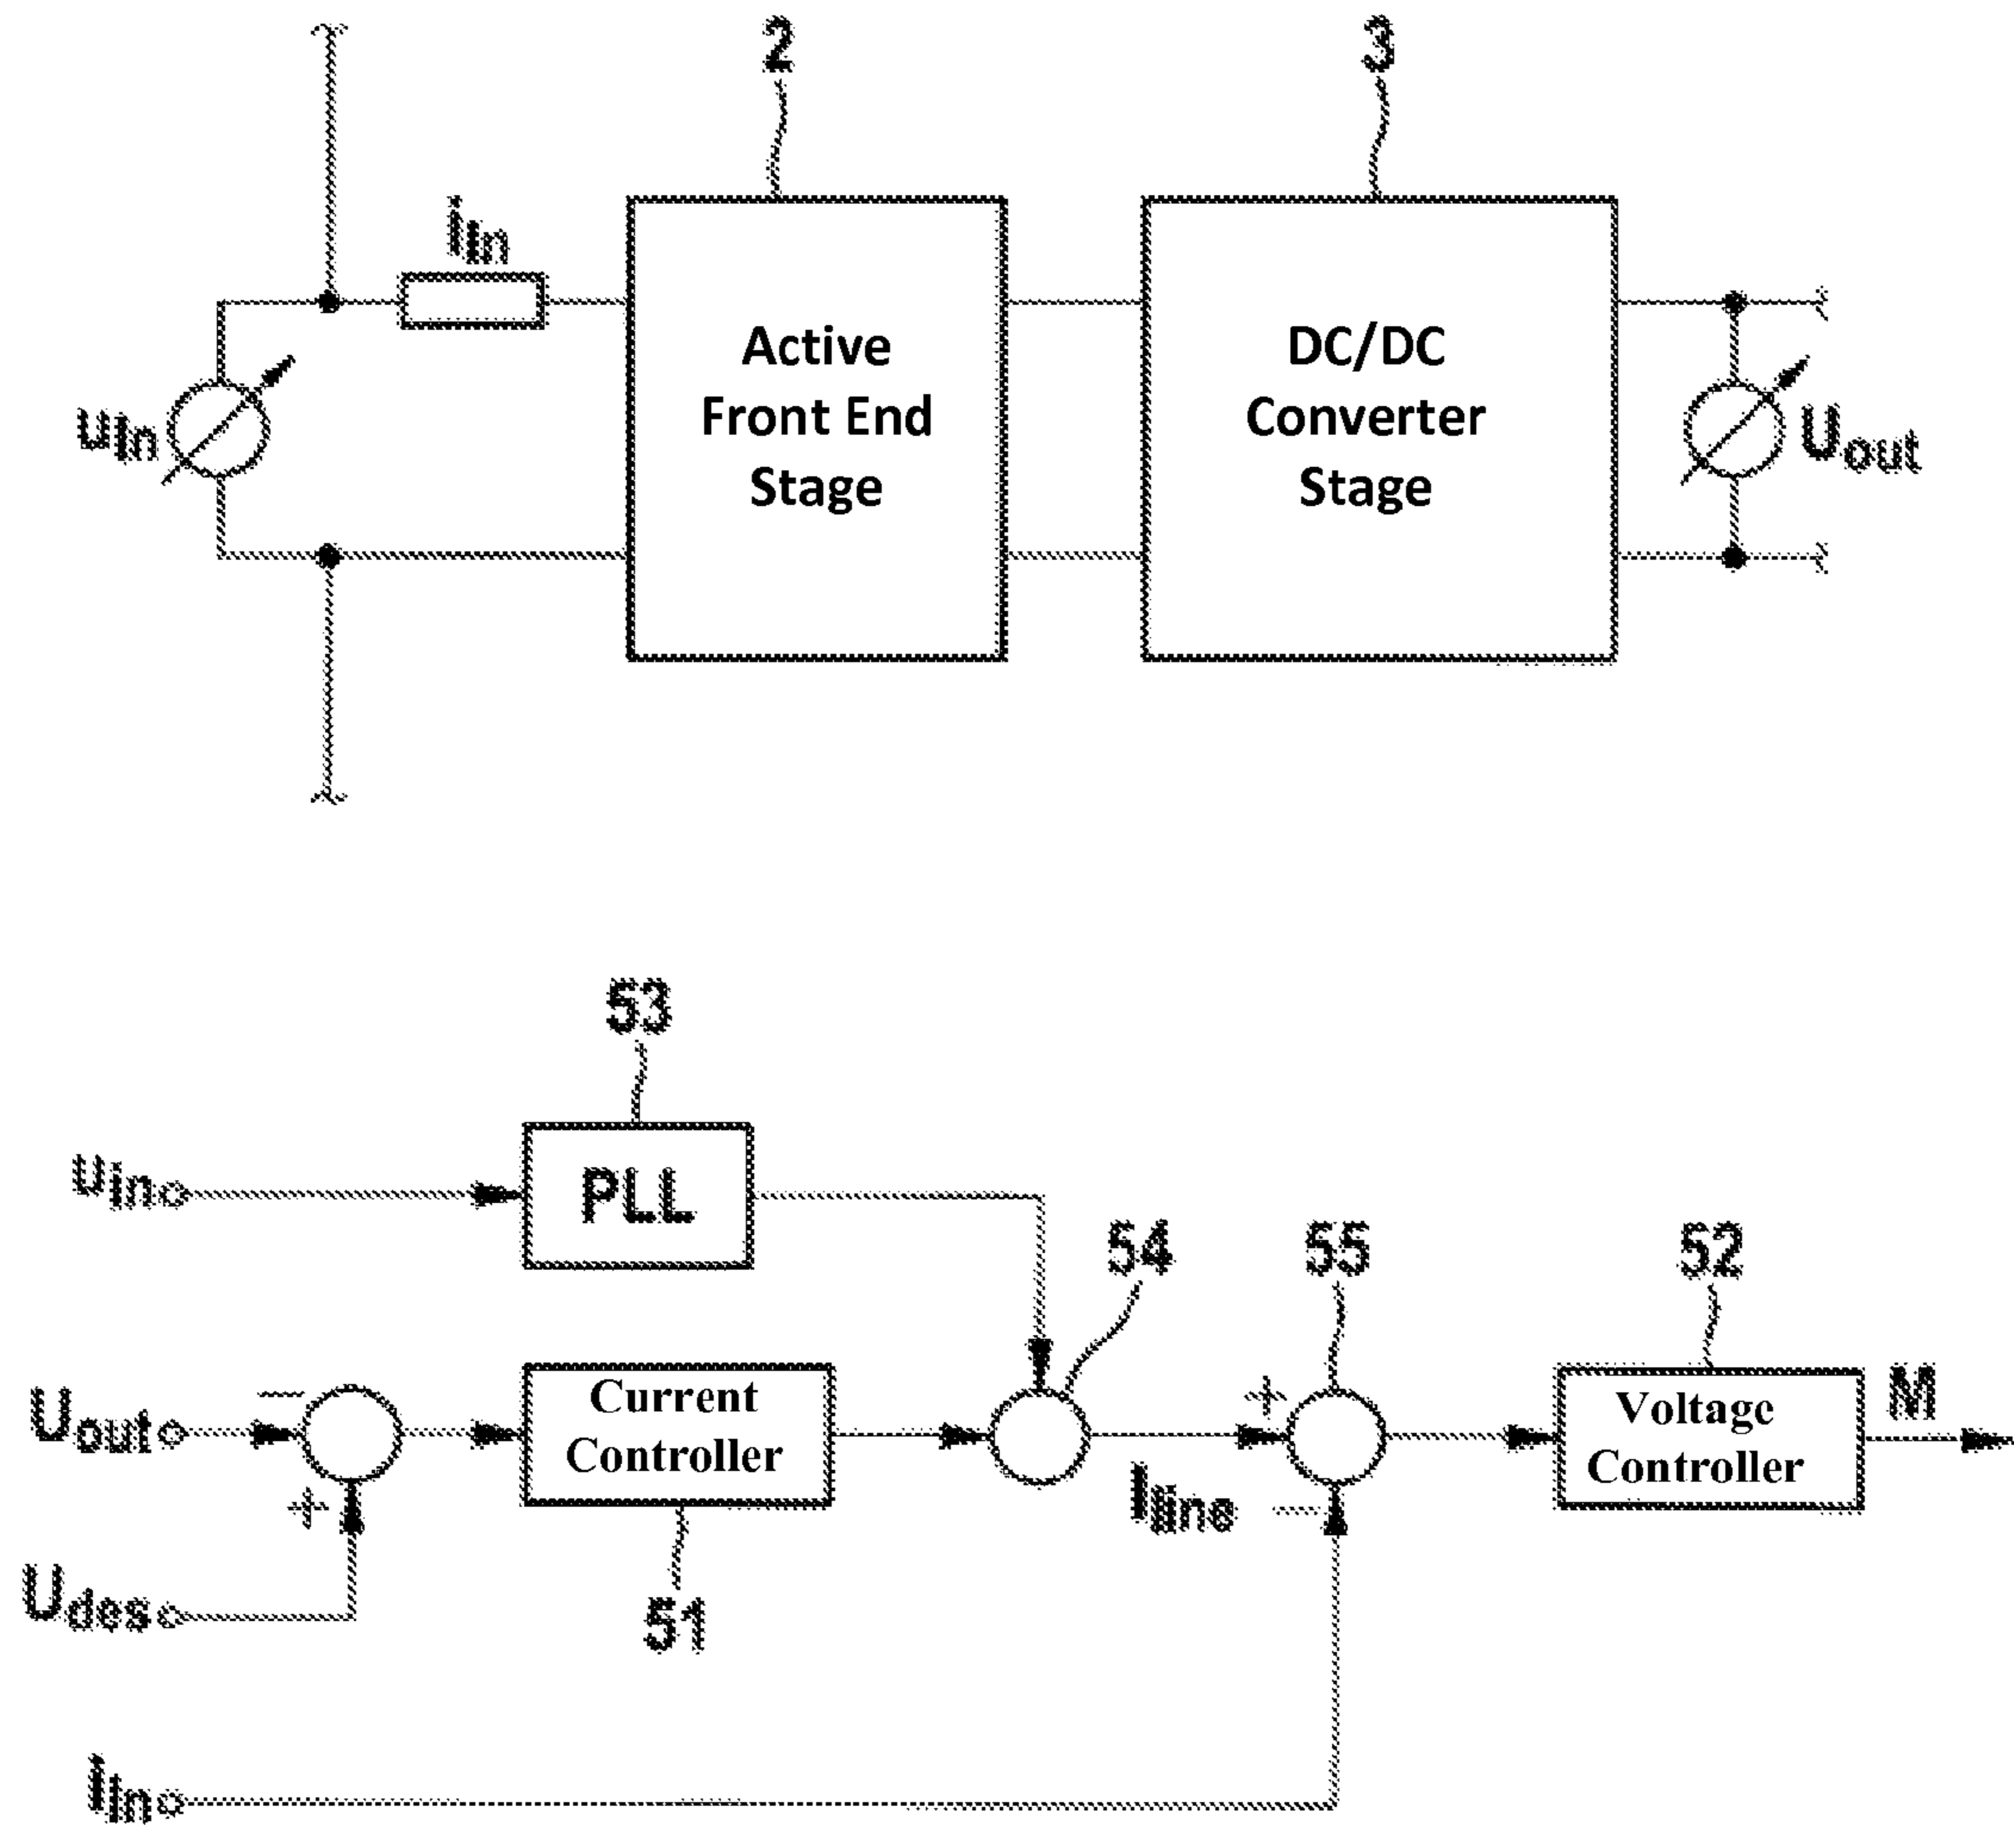 2
3
iIn
uIn
Active
Front End
Stage
DC/DC
Converter
Stage
Uout
53
uin
PLL
54
55
52
Uout
Current
Controller
Voltage
Controller
M
Iline
Udes
51
iIn
− + + −